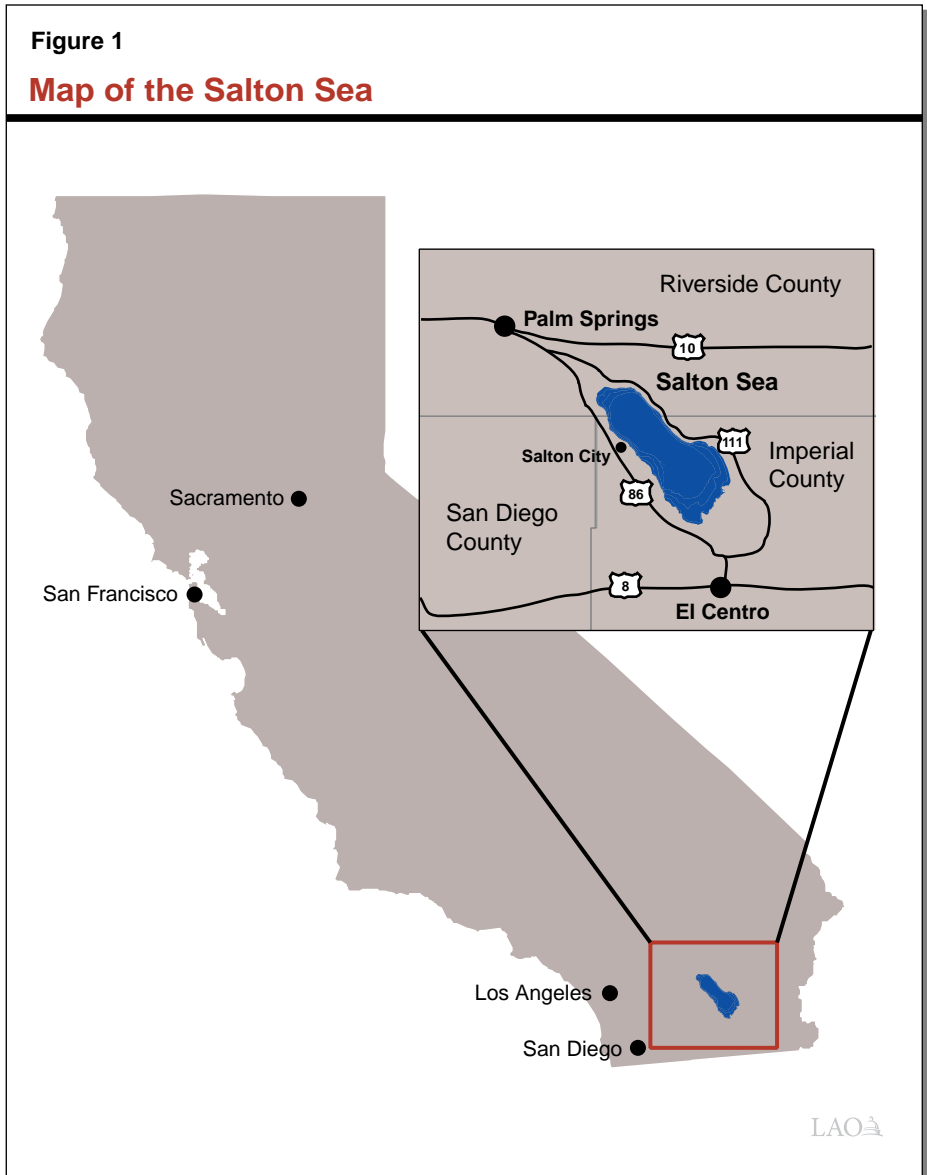 Figure 1
Map of the Salton Sea
Riverside County
Palm Springs
10
Salton Sea
111
Salton City
Imperial
County
86
San Diego
County
8
El Centro
Sacramento
San Francisco
Los Angeles
San Diego
LAO